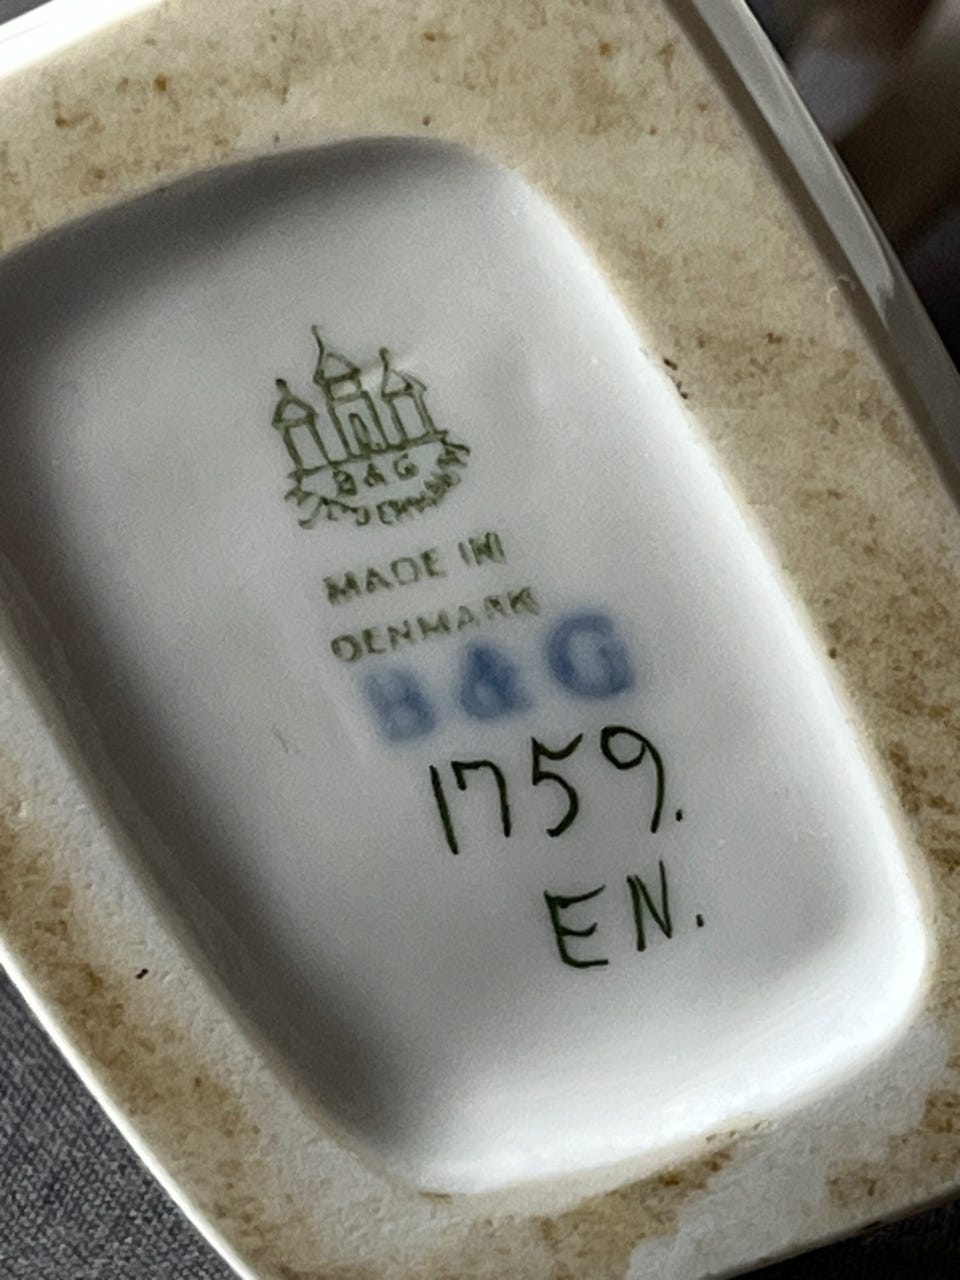 B & G
DENMARK
MADE IN
DENMARK
B & G
1759.
EN.